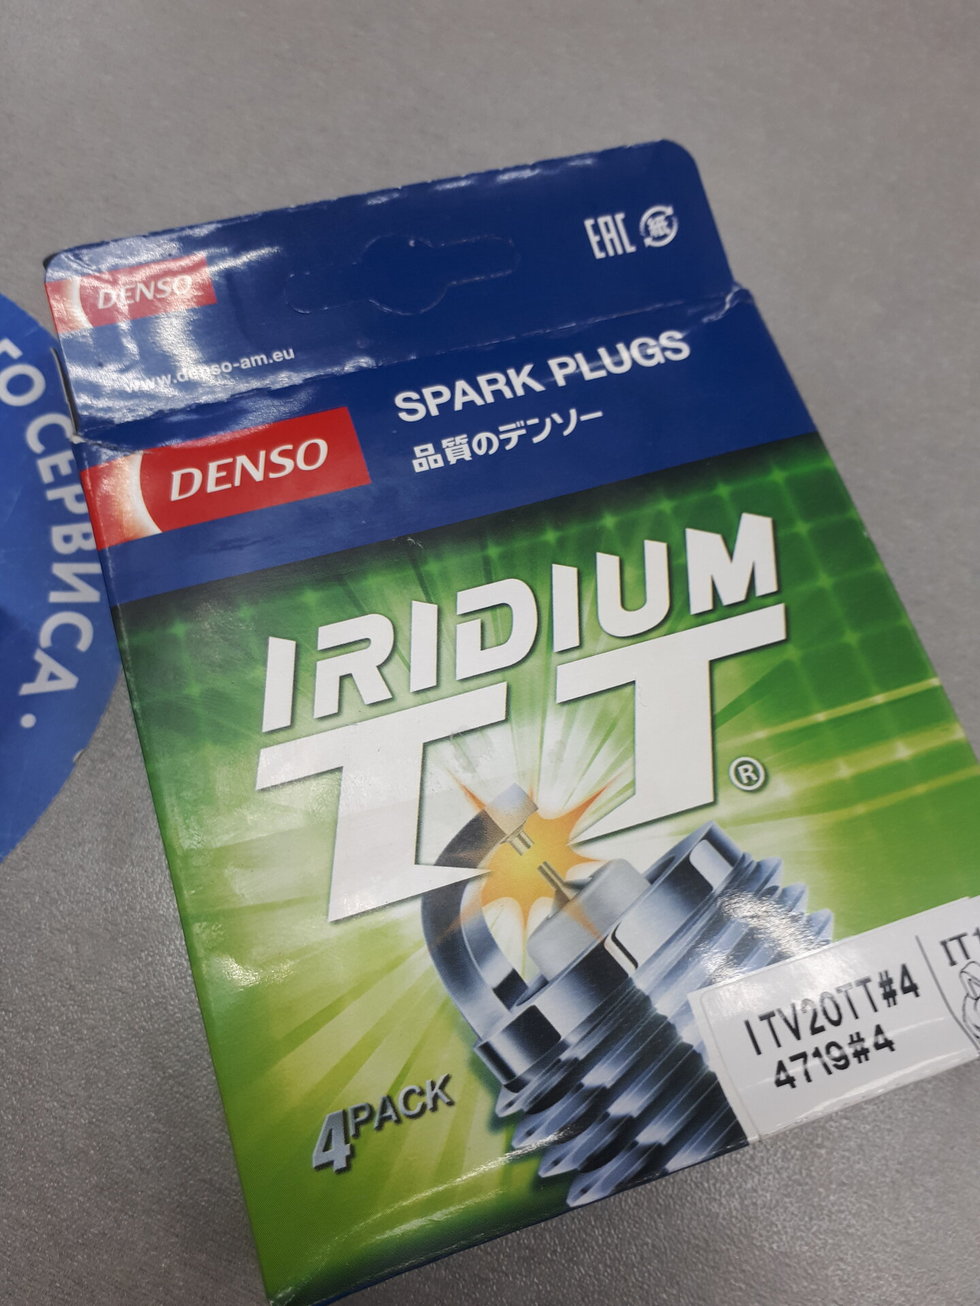 EAC
DENSO
www.denso-am.eu
SPARK PLUGS
品質のデンソー
DENSO
IRIDIUM
TT®
ITV20TT#4
4719#4
4PACK
СЕРВИСА.